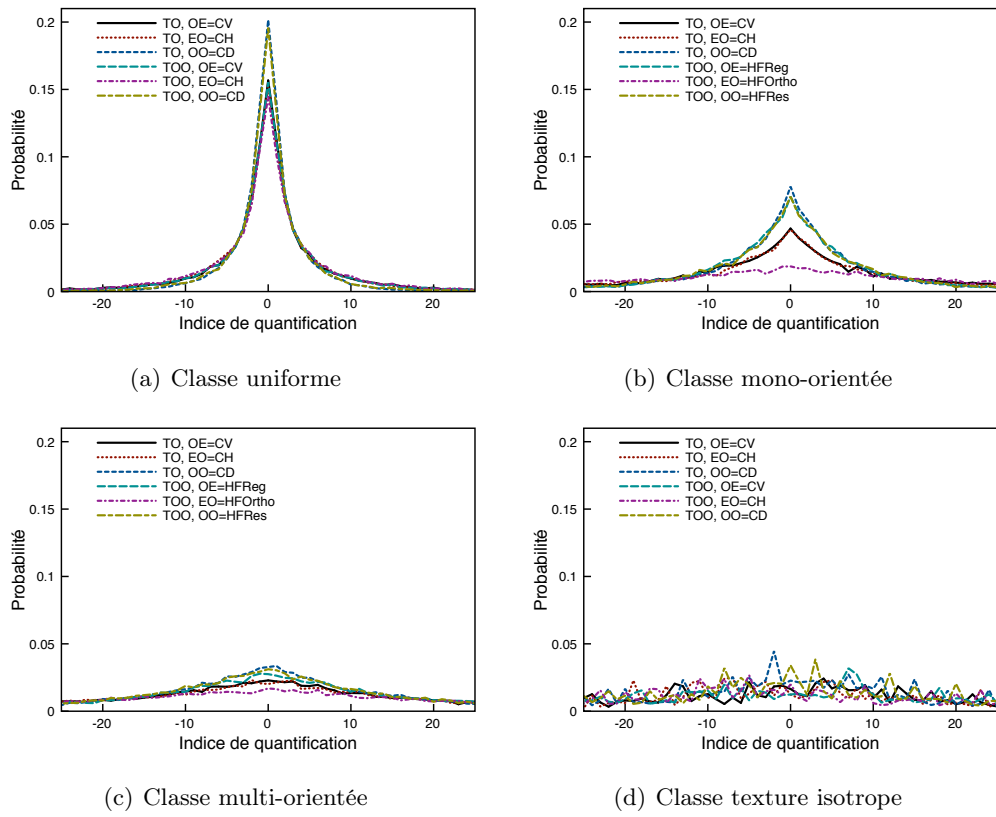 TO, OE=CV
TO, EO=CH
TO, OO=CD
TOO, OE=CV
TOO, EO=CH
TOO, OO=CD
0.2
0.15
0.1
0.05
0
Probabilité
-20 -10 0 10 20
Indice de quantification
(a) Classe uniforme
TO, OE=CV
TO, EO=CH
TO, OO=CD
TOO, OE=HFReg
TOO, EO=HFOrtho
TOO, OO=HFRes
0.2
0.15
0.1
0.05
0
Probabilité
-20 -10 0 10 20
Indice de quantification
(b) Classe mono-orientée
TO, OE=CV
TO, EO=CH
TO, OO=CD
TOO, OE=HFReg
TOO, EO=HFOrtho
TOO, OO=HFRes
0.2
0.15
0.1
0.05
0
Probabilité
-20 -10 0 10 20
Indice de quantification
(c) Classe multi-orientée
TO, OE=CV
TO, EO=CH
TO, OO=CD
TOO, OE=CV
TOO, EO=CH
TOO, OO=CD
0.2
0.15
0.1
0.05
0
Probabilité
-20 -10 0 10 20
Indice de quantification
(d) Classe texture isotrope